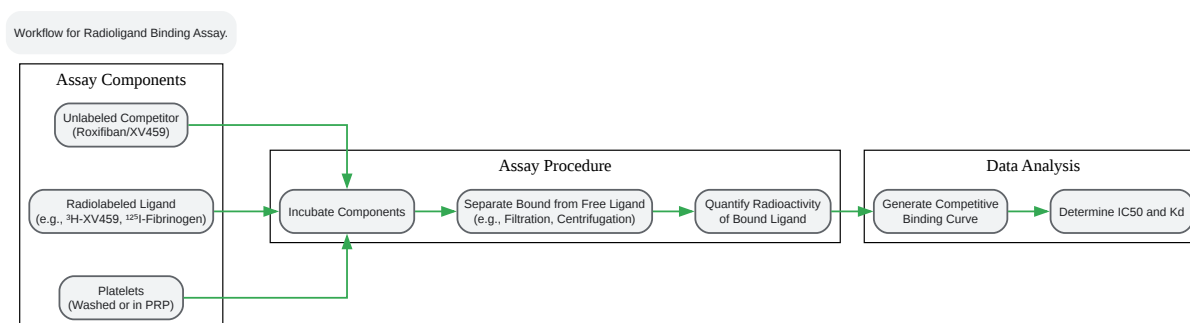 Workflow for Radioligand Binding Assay.
Assay Components
Unlabeled Competitor
(Roxifiban/XV459)
Radiolabeled Ligand
(e.g., ³H-XV459, ¹²⁵I-Fibrinogen)
Platelets
(Washed or in PRP)
Assay Procedure
Incubate Components
Separate Bound from Free Ligand
(e.g., Filtration, Centrifugation)
Quantify Radioactivity
of Bound Ligand
Data Analysis
Generate Competitive
Binding Curve
Determine IC50 and Kd